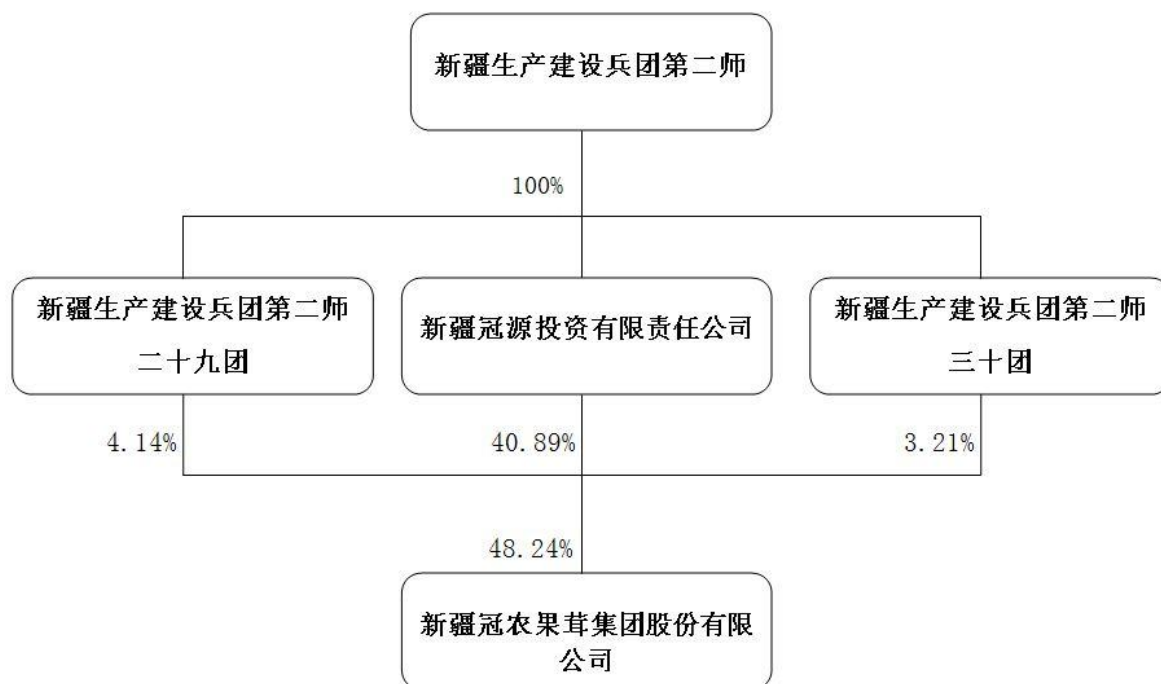 新疆生产建设兵团第二师
100%
新疆生产建设兵团第二师
二十九团
新疆冠源投资有限责任公司
新疆生产建设兵团第二师
三十团
4.14%
40.89%
3.21%
48.24%
新疆冠农果茸集团股份有限
公司